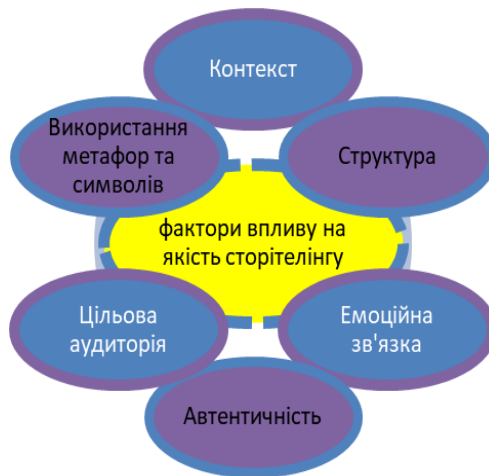 Контекст
Використання
метафор та
символів
Структура
фактори впливу на
якість сторітелінгу
Цільова
аудиторія
Емоційна
зв'язка
Автентичність